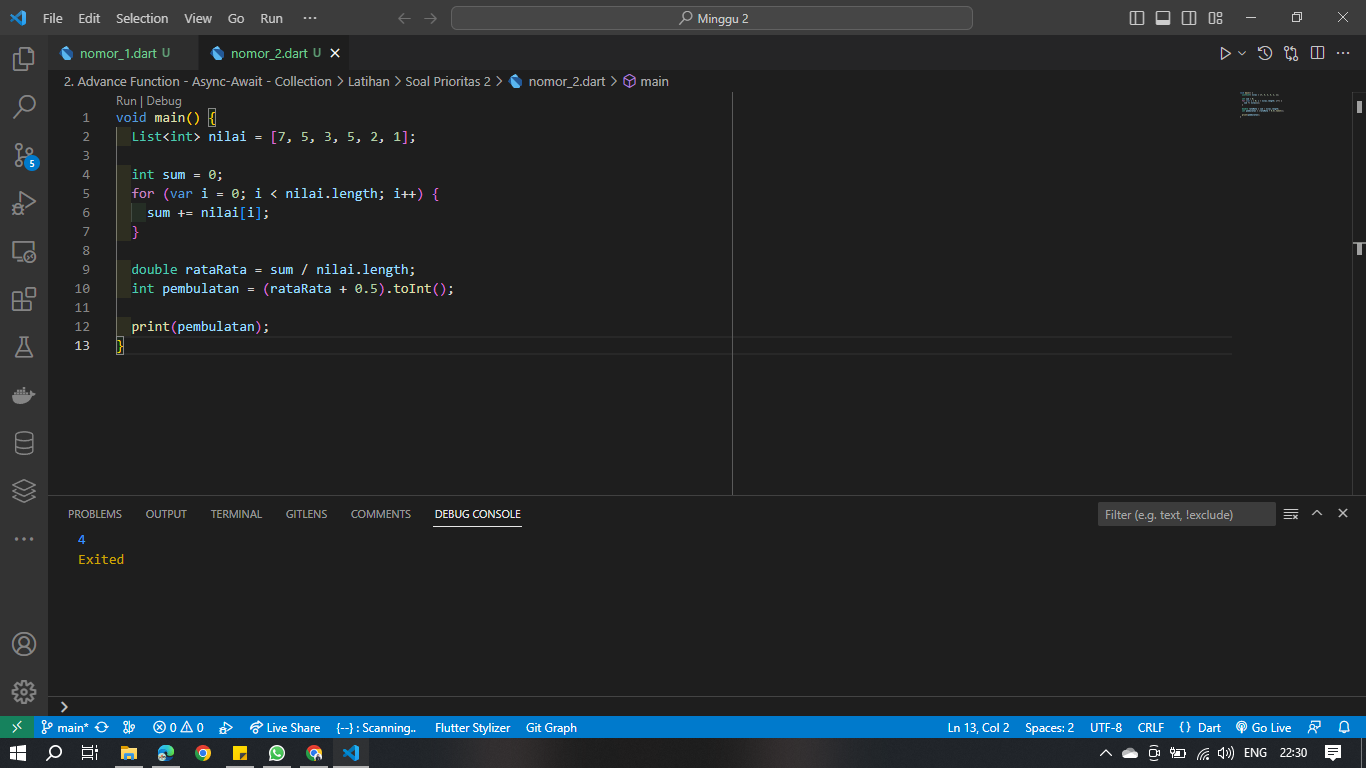 File Edit Selection View Go Run ··· Minggu 2
nomor_1.dart U nomor_2.dart U
2. Advance Function - Async-Await - Collection > Latihan > Soal Prioritas 2 > nomor_2.dart > main
Run | Debug
1 void main() {
2 List<int> nilai = [7, 5, 3, 5, 2, 1];
3
4 int sum = 0;
5 for (var i = 0; i < nilai.length; i++) {
6 sum += nilai[i];
7 }
8
9 double rataRata = sum / nilai.length;
10 int pembulatan = (rataRata + 0.5).toInt();
11
12 print(pembulatan);
13 }
5
PROBLEMS OUTPUT TERMINAL GITLENS COMMENTS DEBUG CONSOLE Filter (e.g. text, !exclude)
4
Exited
main* 0 0 Live Share {--} : Scanning.. Flutter Stylizer Git Graph Ln 13, Col 2 Spaces: 2 UTF-8 CRLF { } Dart Go Live
ENG 22:30